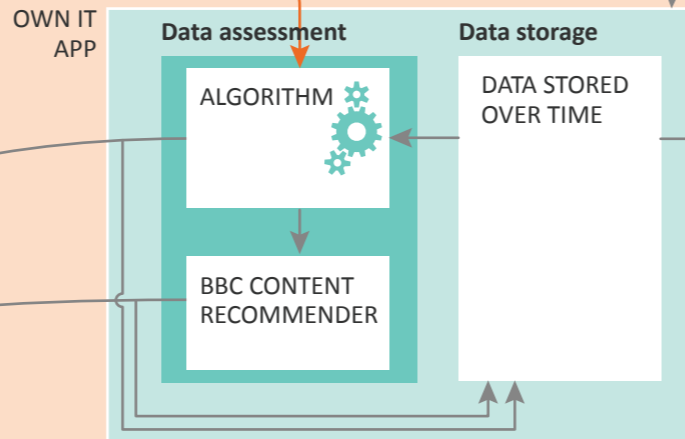 OWN IT
APP
Data assessment
Data storage
ALGORITHM
DATA STORED
OVER TIME
BBC CONTENT
RECOMMENDER